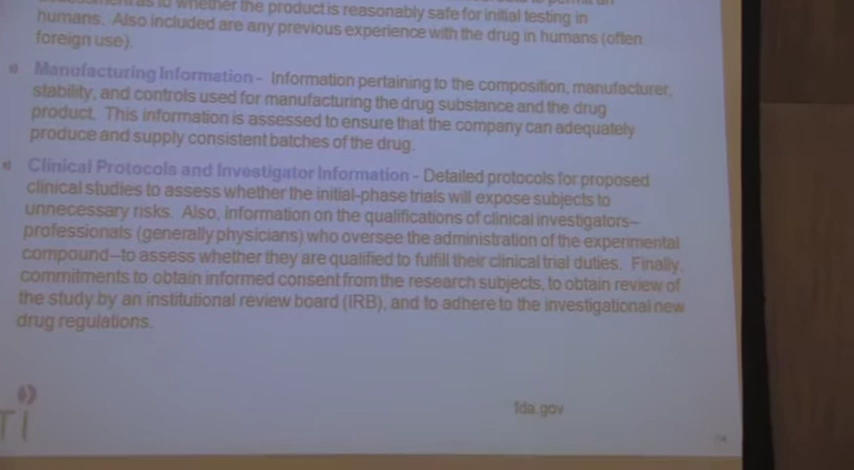 as to whether the product is reasonably safe for initial testing in
humans. Also included are any previous experience with the drug in humans (often
foreign use).
Manufacturing Information - Information pertaining to the composition, manufacturer,
stability, and controls used for manufacturing the drug substance and the drug
product. This information is assessed to ensure that the company can adequately
produce and supply consistent batches of the drug.
Clinical Protocols and Investigator Information - Detailed protocols for proposed
clinical studies to assess whether the initial-phase trials will expose subjects to
unnecessary risks. Also, information on the qualifications of clinical investigators–
professionals (generally physicians) who oversee the administration of the experimental
compound–to assess whether they are qualified to fulfill their clinical trial duties. Finally,
commitments to obtain informed consent from the research subjects, to obtain review of
the study by an institutional review board (IRB), and to adhere to the investigational new
drug regulations.
Ti
fda.gov